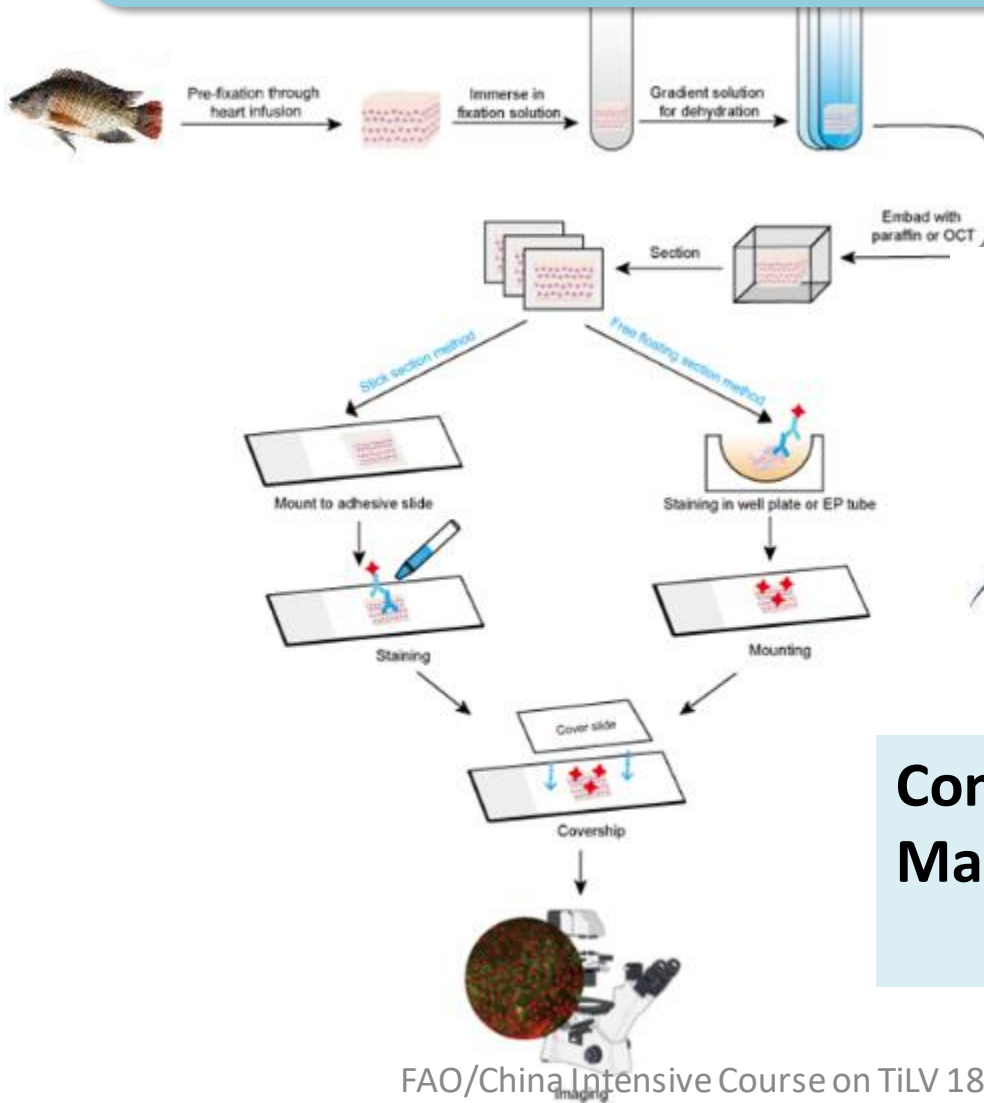 Pre-fixation through
heart infusion
Immerse in
fixation solution
Gradient solution
for dehydration
Embad with
paraffin or OCT
Section
Stick section method
Free floating section method
Mount to adhesive slide
Staining in well plate or EP tube
Staining
Mounting
Cover slide
Covership
Cor
Ma
Imaging
FAO/China Intensive Course on TiLV 18